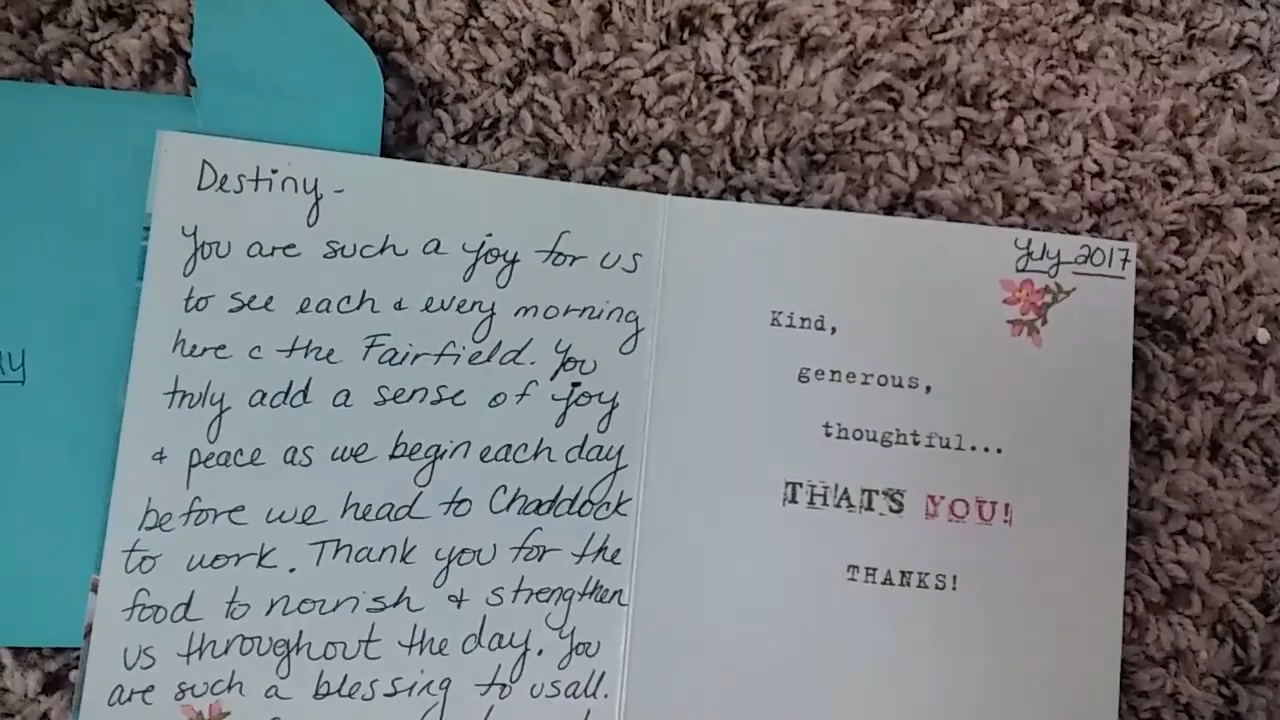 Destiny -
You are such a joy for us
to see each & every morning
here c the Fairfield. You
truly add a sense of joy
& peace as we begin each day
before we head to Chaddock
to work. Thank you for the
food to nourish & strengthen
us throughout the day. You
are such a blessing to us all.
July 2017
Kind,
generous,
thoughtful...
THAT'S YOU!
THANKS!